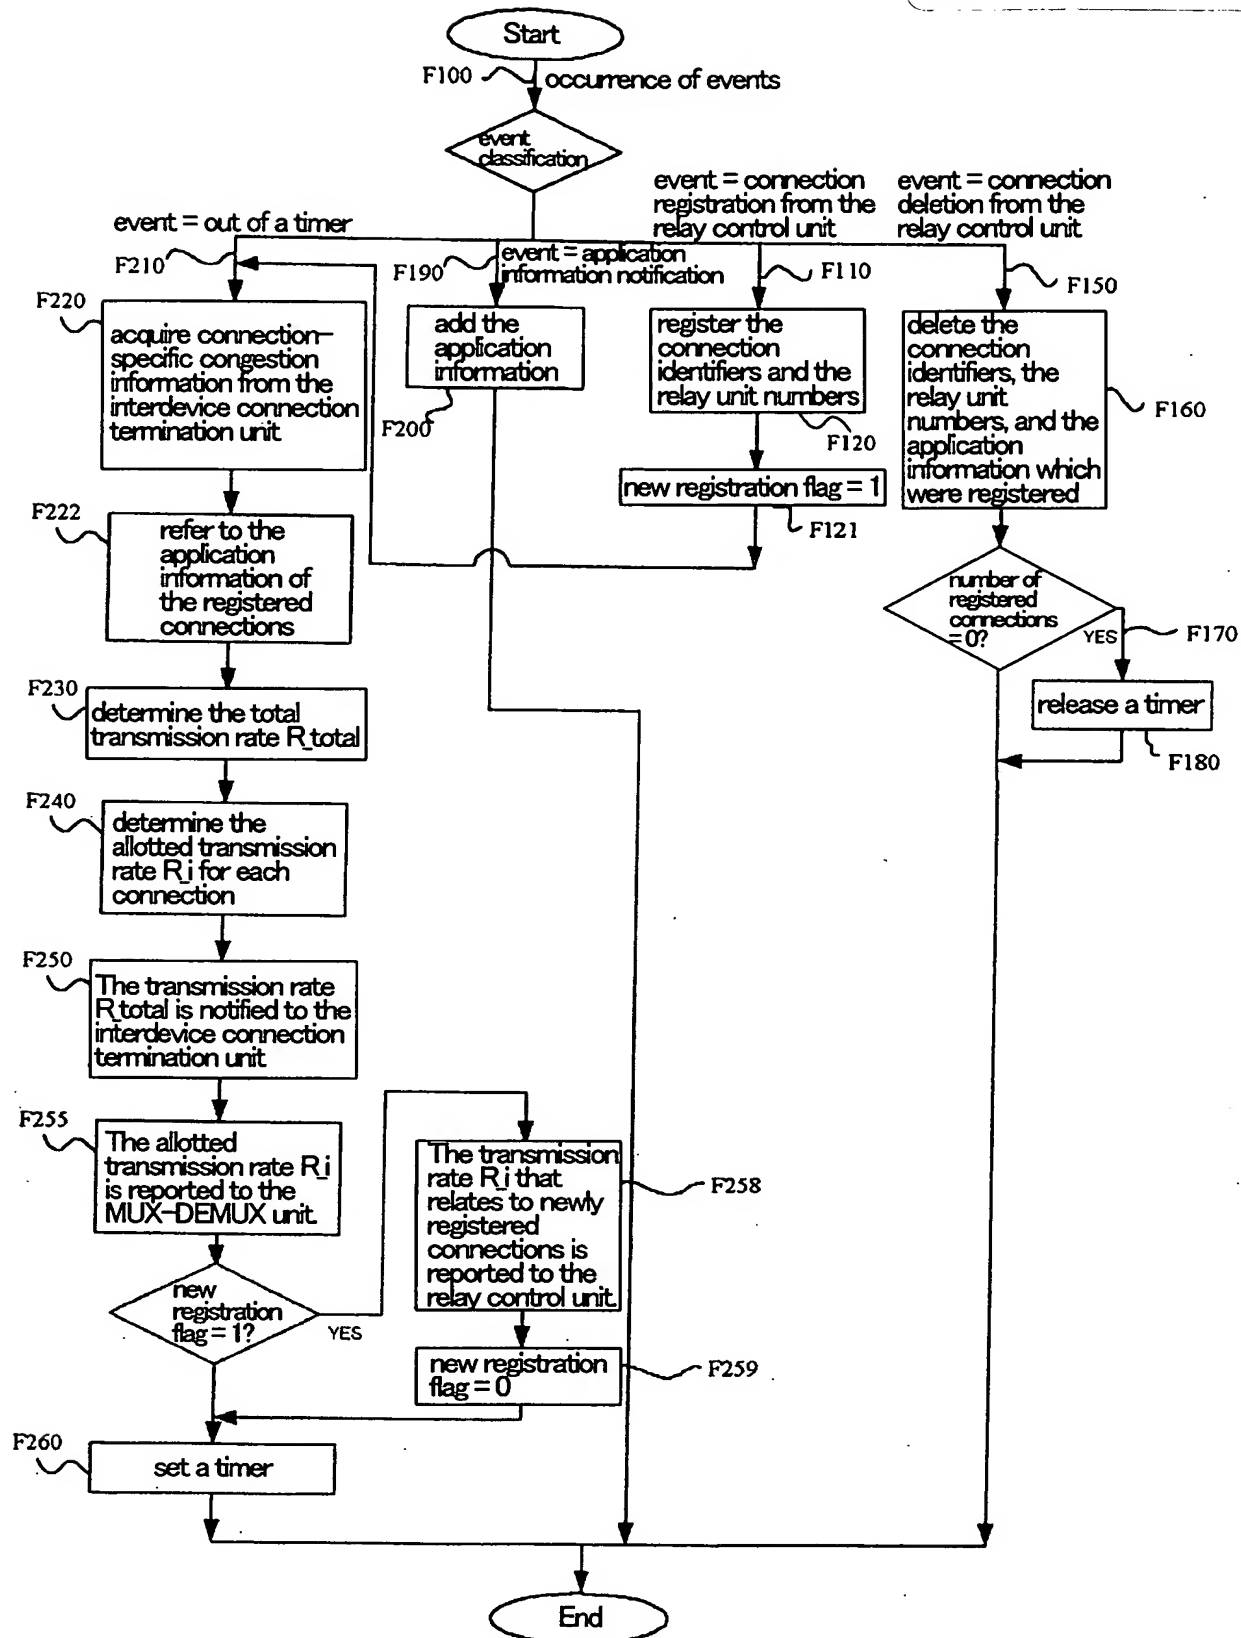 Start
F100
occurrence of events
event
classification
event = out of a timer
F210
F190
event = application
information notification
event = connection
registration from the
relay control unit
F110
event = connection
deletion from the
relay control unit
F150
F220
acquire connection-
specific congestion
information from the
interdevice connection
termination unit
add the
application
information
F200
register the
connection
identifiers and the
relay unit numbers
F120
new registration flag = 1
F121
delete the
connection
identifiers, the
relay unit
numbers, and the
application
information which
were registered
F160
F222
refer to the
application
information of
the registered
connections
number of
registered
connections
= 0?
YES
F170
release a timer
F180
F230
determine the total
transmission rate R_total
F240
determine the
allotted transmission
rate R_i for each
connection
F250
The transmission rate
R_total is notified to the
interdevice connection
termination unit
F255
The allotted
transmission rate R_i
is reported to the
MUX-DEMUX unit.
new
registration
flag = 1?
YES
The transmission
rate R_i that
relates to newly
registered
connections is
reported to the
relay control unit.
F258
new registration
flag = 0
F259
F260
set a timer
End